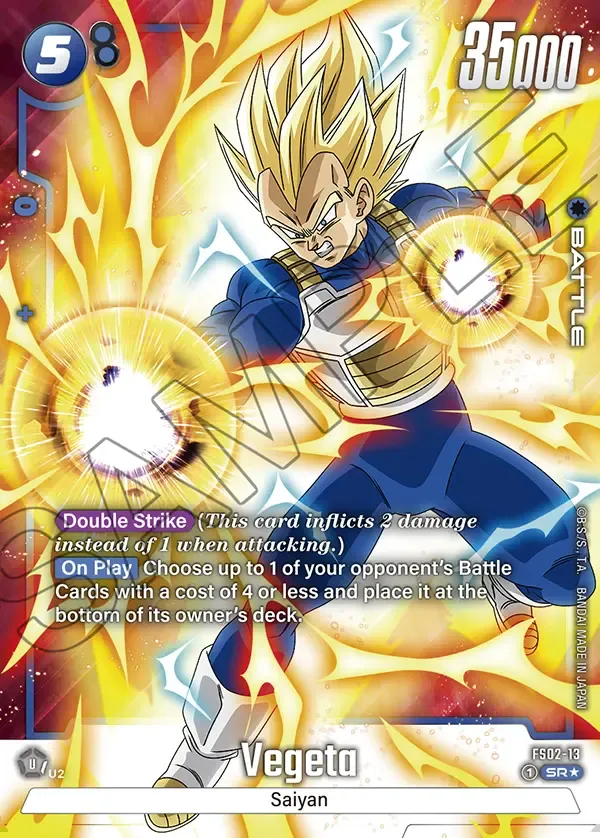 5 8
35000
0
+
BATTLE
SAMPLE
Double Strike (This card inflicts 2 damage
instead of 1 when attacking.)
On Play Choose up to 1 of your opponent's Battle
Cards with a cost of 4 or less and place it at the
bottom of its owner's deck.
©B.S./S., T.A. BANDAI MADE IN JAPAN
U/U2
Vegeta
FS02-13
1 SR★
Saiyan